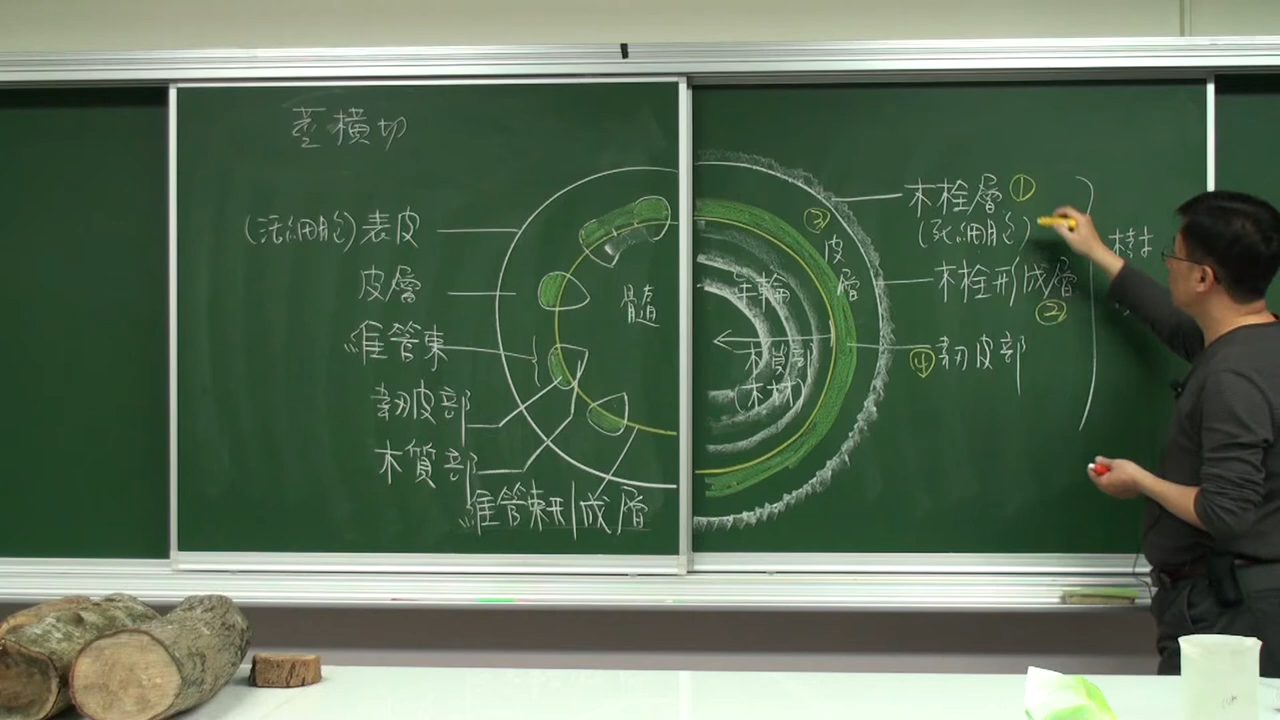 莖橫切
(活細胞)表皮
皮層
維管束
韌皮部
木質部
維管束形成層
髓
③
皮
層
年輪
木質部
(木材)
木栓層①
(死細胞)
木栓形成層
②
④韌皮部
樹